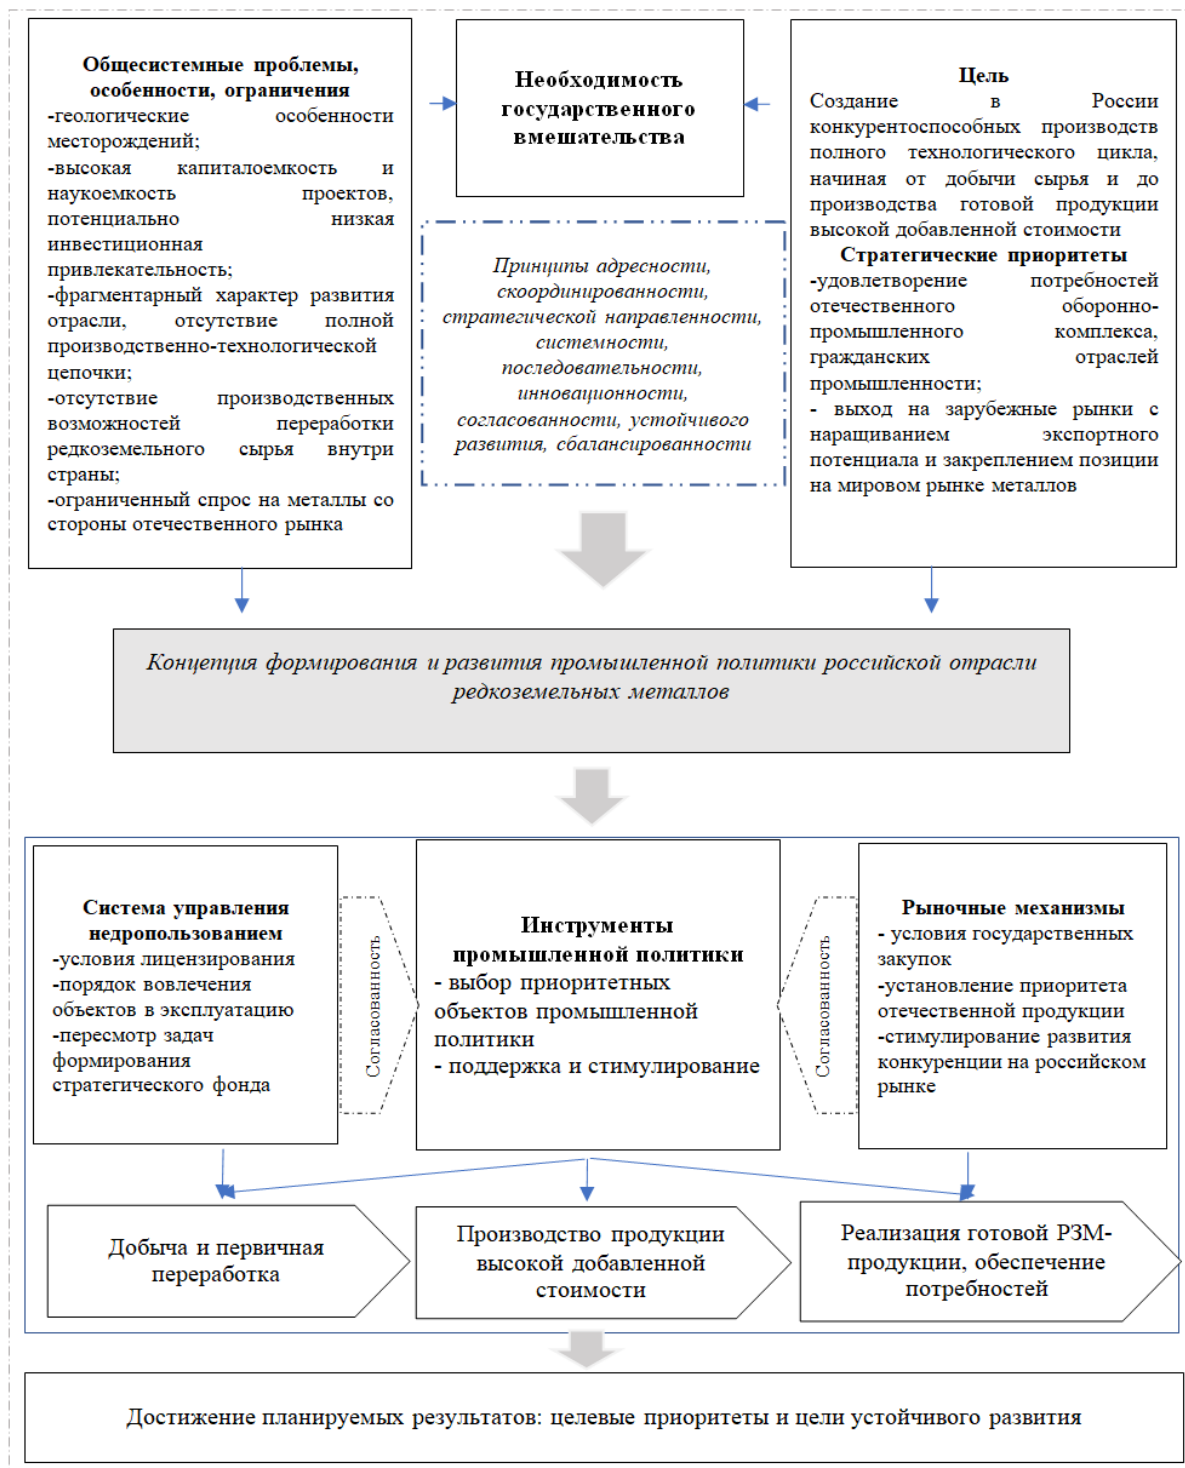 Общесистемные проблемы,
особенности, ограничения
-геологические особенности
месторождений;
-высокая капиталоемкость и
наукоемкость проектов,
потенциально низкая
инвестиционная
привлекательность;
-фрагментарный характер развития
отрасли, отсутствие полной
производственно-технологической
цепочки;
-отсутствие производственных
возможностей переработки
редкоземельного сырья внутри
страны;
-ограниченный спрос на металлы со
стороны отечественного рынка
Необходимость
государственного
вмешательства
Принципы адресности,
скоординированности,
стратегической направленности,
системности,
последовательности,
инновационности,
согласованности, устойчивого
развития, сбалансированности
Цель
Создание в России
конкурентоспособных производств
полного технологического цикла,
начиная от добычи сырья и до
производства готовой продукции
высокой добавленной стоимости
Стратегические приоритеты
-удовлетворение потребностей
отечественного оборонно-
промышленного комплекса,
гражданских отраслей
промышленности;
- выход на зарубежные рынки с
наращиванием экспортного
потенциала и закреплением позиции
на мировом рынке металлов
Концепция формирования и развития промышленной политики российской отрасли
редкоземельных металлов
Система управления
недропользованием
-условия лицензирования
-порядок вовлечения
объектов в эксплуатацию
-пересмотр задач
формирования
стратегического фонда
Согласованность
Инструменты
промышленной политики
- выбор приоритетных
объектов промышленной
политики
- поддержка и стимулирование
Согласованность
Рыночные механизмы
- условия государственных
закупок
-установление приоритета
отечественной продукции
-стимулирование развития
конкуренции на российском
рынке
Добыча и первичная
переработка
Производство продукции
высокой добавленной
стоимости
Реализация готовой РЗМ-
продукции, обеспечение
потребностей
Достижение планируемых результатов: целевые приоритеты и цели устойчивого развития